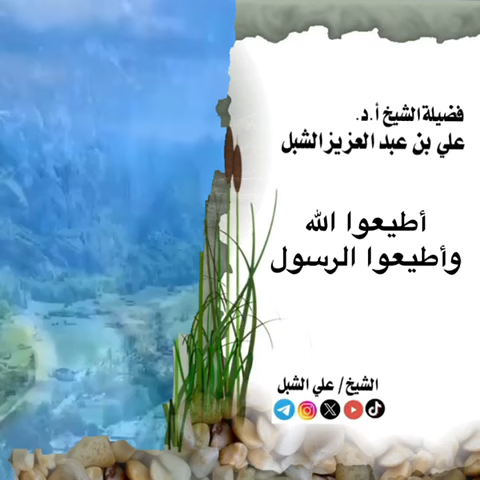 فضيلة الشيخ أ.د.
علي بن عبد العزيز الشبل
أطيعوا الله
وأطيعوا الرسول
الشيخ / علي الشبل